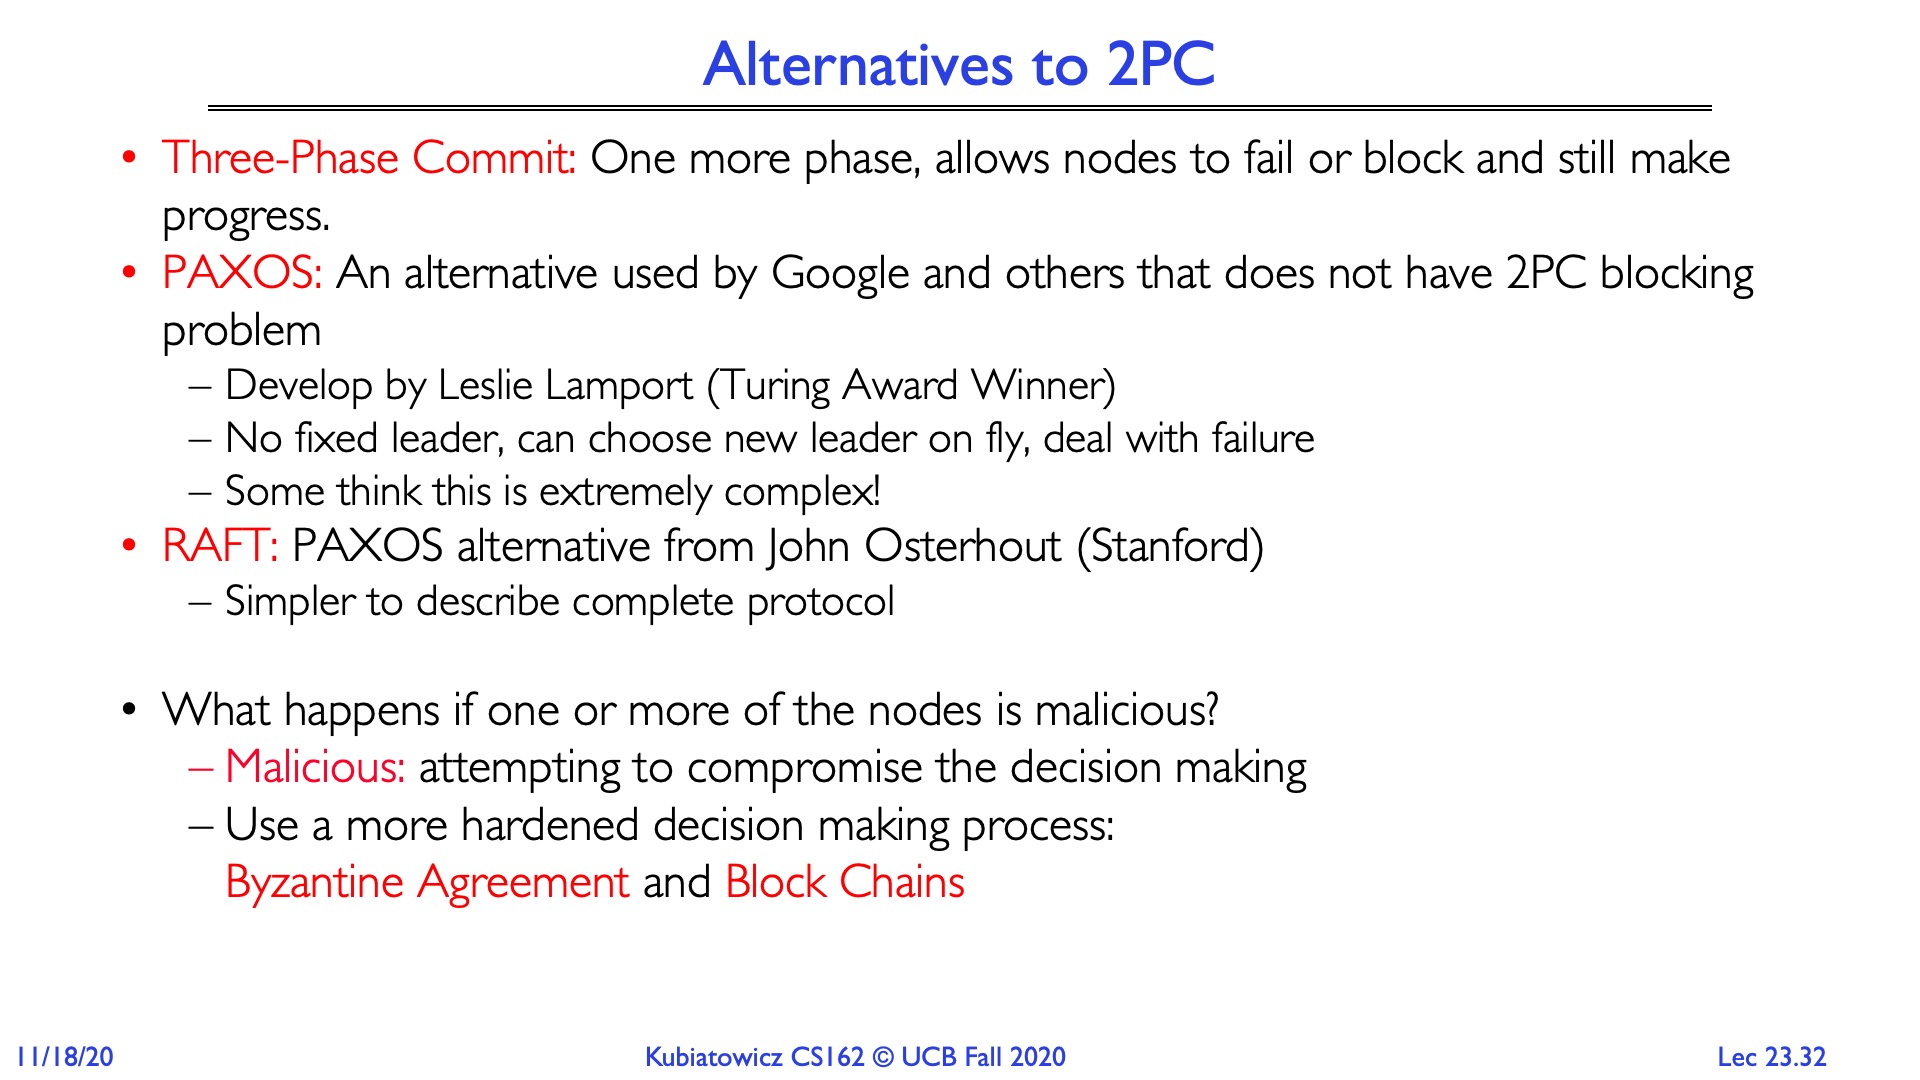 Alternatives to 2PC
• Three-Phase Commit: One more phase, allows nodes to fail or block and still make
progress.
• PAXOS: An alternative used by Google and others that does not have 2PC blocking
problem
– Develop by Leslie Lamport (Turing Award Winner)
– No fixed leader, can choose new leader on fly, deal with failure
– Some think this is extremely complex!
• RAFT: PAXOS alternative from John Osterhout (Stanford)
– Simpler to describe complete protocol
• What happens if one or more of the nodes is malicious?
– Malicious: attempting to compromise the decision making
– Use a more hardened decision making process:
Byzantine Agreement and Block Chains
11/18/20
Kubiatowicz CS162 © UCB Fall 2020
Lec 23.32